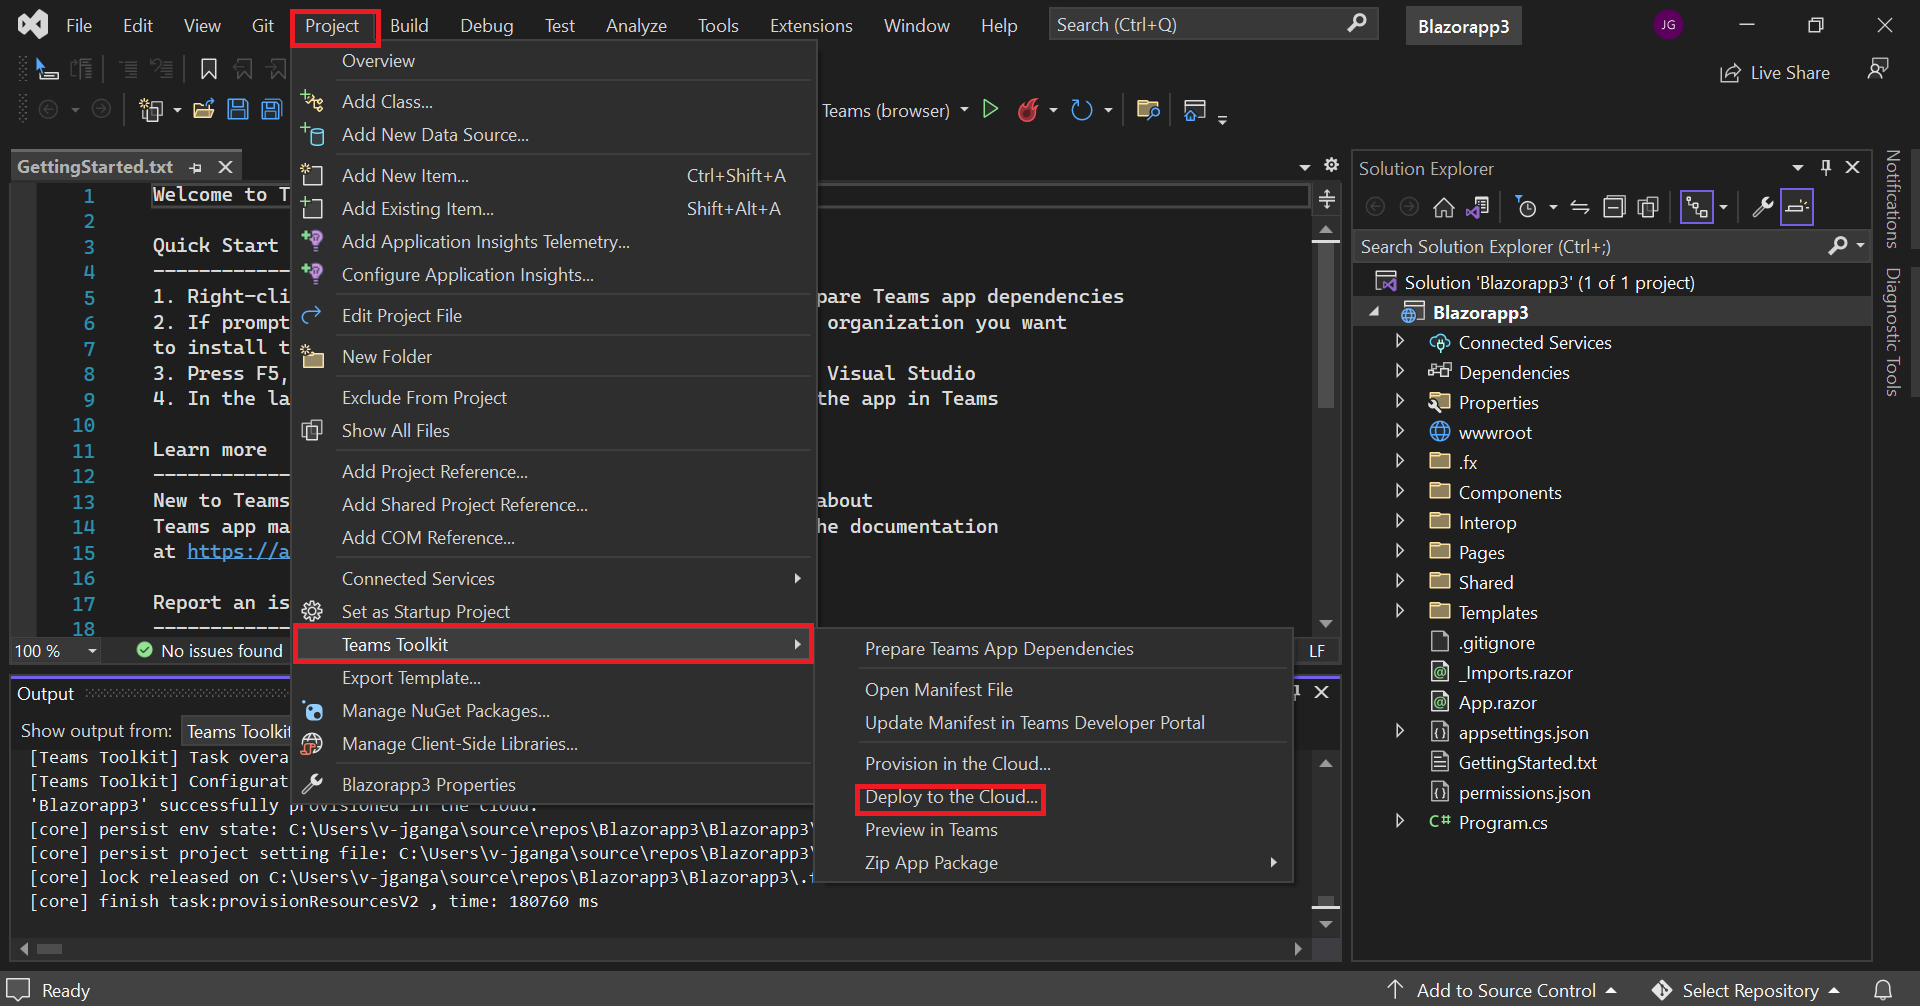 File Edit View Git Project Build Debug Test Analyze Tools Extensions Window Help Search (Ctrl+Q) Blazorapp3 JG
Live Share
Teams (browser)
Overview
Add Class...
Add New Data Source...
Add New Item... Ctrl+Shift+A
Add Existing Item... Shift+Alt+A
Add Application Insights Telemetry...
Configure Application Insights...
Edit Project File
New Folder
Exclude From Project
Show All Files
Add Project Reference...
Add Shared Project Reference...
Add COM Reference...
Connected Services
Set as Startup Project
Teams Toolkit
Export Template...
Manage NuGet Packages...
Manage Client-Side Libraries...
Blazorapp3 Properties
Prepare Teams App Dependencies
Open Manifest File
Update Manifest in Teams Developer Portal
Provision in the Cloud...
Deploy to the Cloud...
Preview in Teams
Zip App Package
GettingStarted.txt
1 Welcome to T
2
3 Quick Start
4 ------------
5 1. Right-cli pare Teams app dependencies
6 2. If prompt organization you want
7 to install t
8 3. Press F5, Visual Studio
9 4. In the la the app in Teams
10
11 Learn more
12 ------------
13 New to Teams about
14 Teams app ma he documentation
15 at https://a
16
17 Report an is
18 ------------
100 % No issues found LF
Output
Show output from: Teams Toolkit
[Teams Toolkit] Task overa
[Teams Toolkit] Configurat
'Blazorapp3' successfully provisioned in the cloud.
[core] persist env state: C:\Users\v-jganga\source\repos\Blazorapp3\Blazorapp3\
[core] persist project setting file: C:\Users\v-jganga\source\repos\Blazorapp3\
[core] lock released on C:\Users\v-jganga\source\repos\Blazorapp3\Blazorapp3\.
[core] finish task:provisionResourcesV2 , time: 180760 ms
Solution Explorer
Search Solution Explorer (Ctrl+;)
Solution 'Blazorapp3' (1 of 1 project)
Blazorapp3
Connected Services
Dependencies
Properties
wwwroot
.fx
Components
Interop
Pages
Shared
Templates
.gitignore
_Imports.razor
App.razor
appsettings.json
GettingStarted.txt
permissions.json
C# Program.cs
Notifications
Diagnostic Tools
Ready Add to Source Control Select Repository